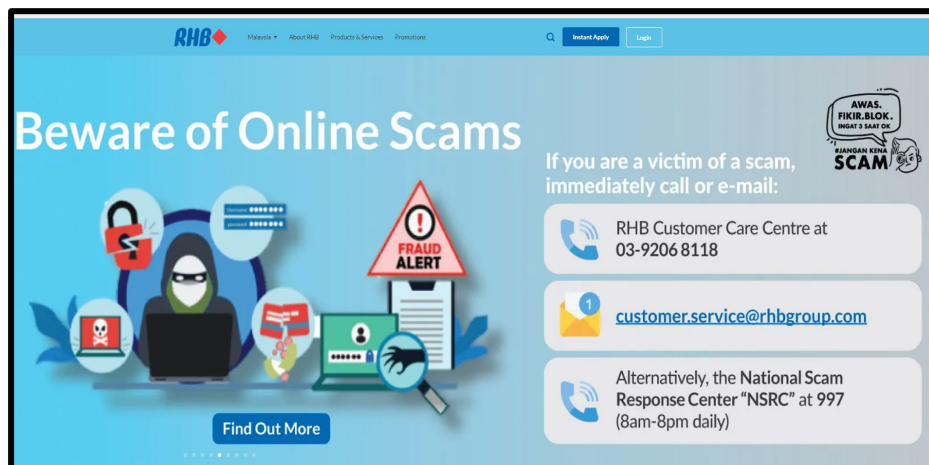 RHB
Malaysia
About RHB
Products & Services
Promotions
Instant Apply
Login
Beware of Online Scams
AWAS.
FIKIR.BLOK.
INGAT 3 SAAT OK
#JANGAN KENA
SCAM
If you are a victim of a scam,
immediately call or e-mail:
RHB Customer Care Centre at
03-9206 8118
1
customer.service@rhbgroup.com
Alternatively, the National Scam
Response Center “NSRC” at 997
(8am-8pm daily)
Username
password
FRAUD
ALERT
Find Out More